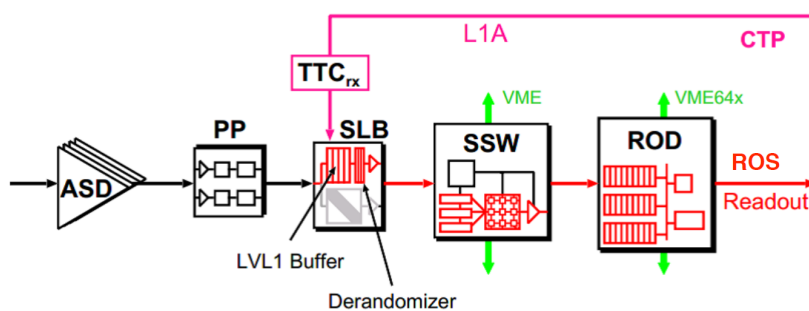 L1A
CTP
TTCrx
VME
VME64x
PP
SLB
SSW
ROD
ASD
ROS
Readout
LVL1 Buffer
Derandomizer